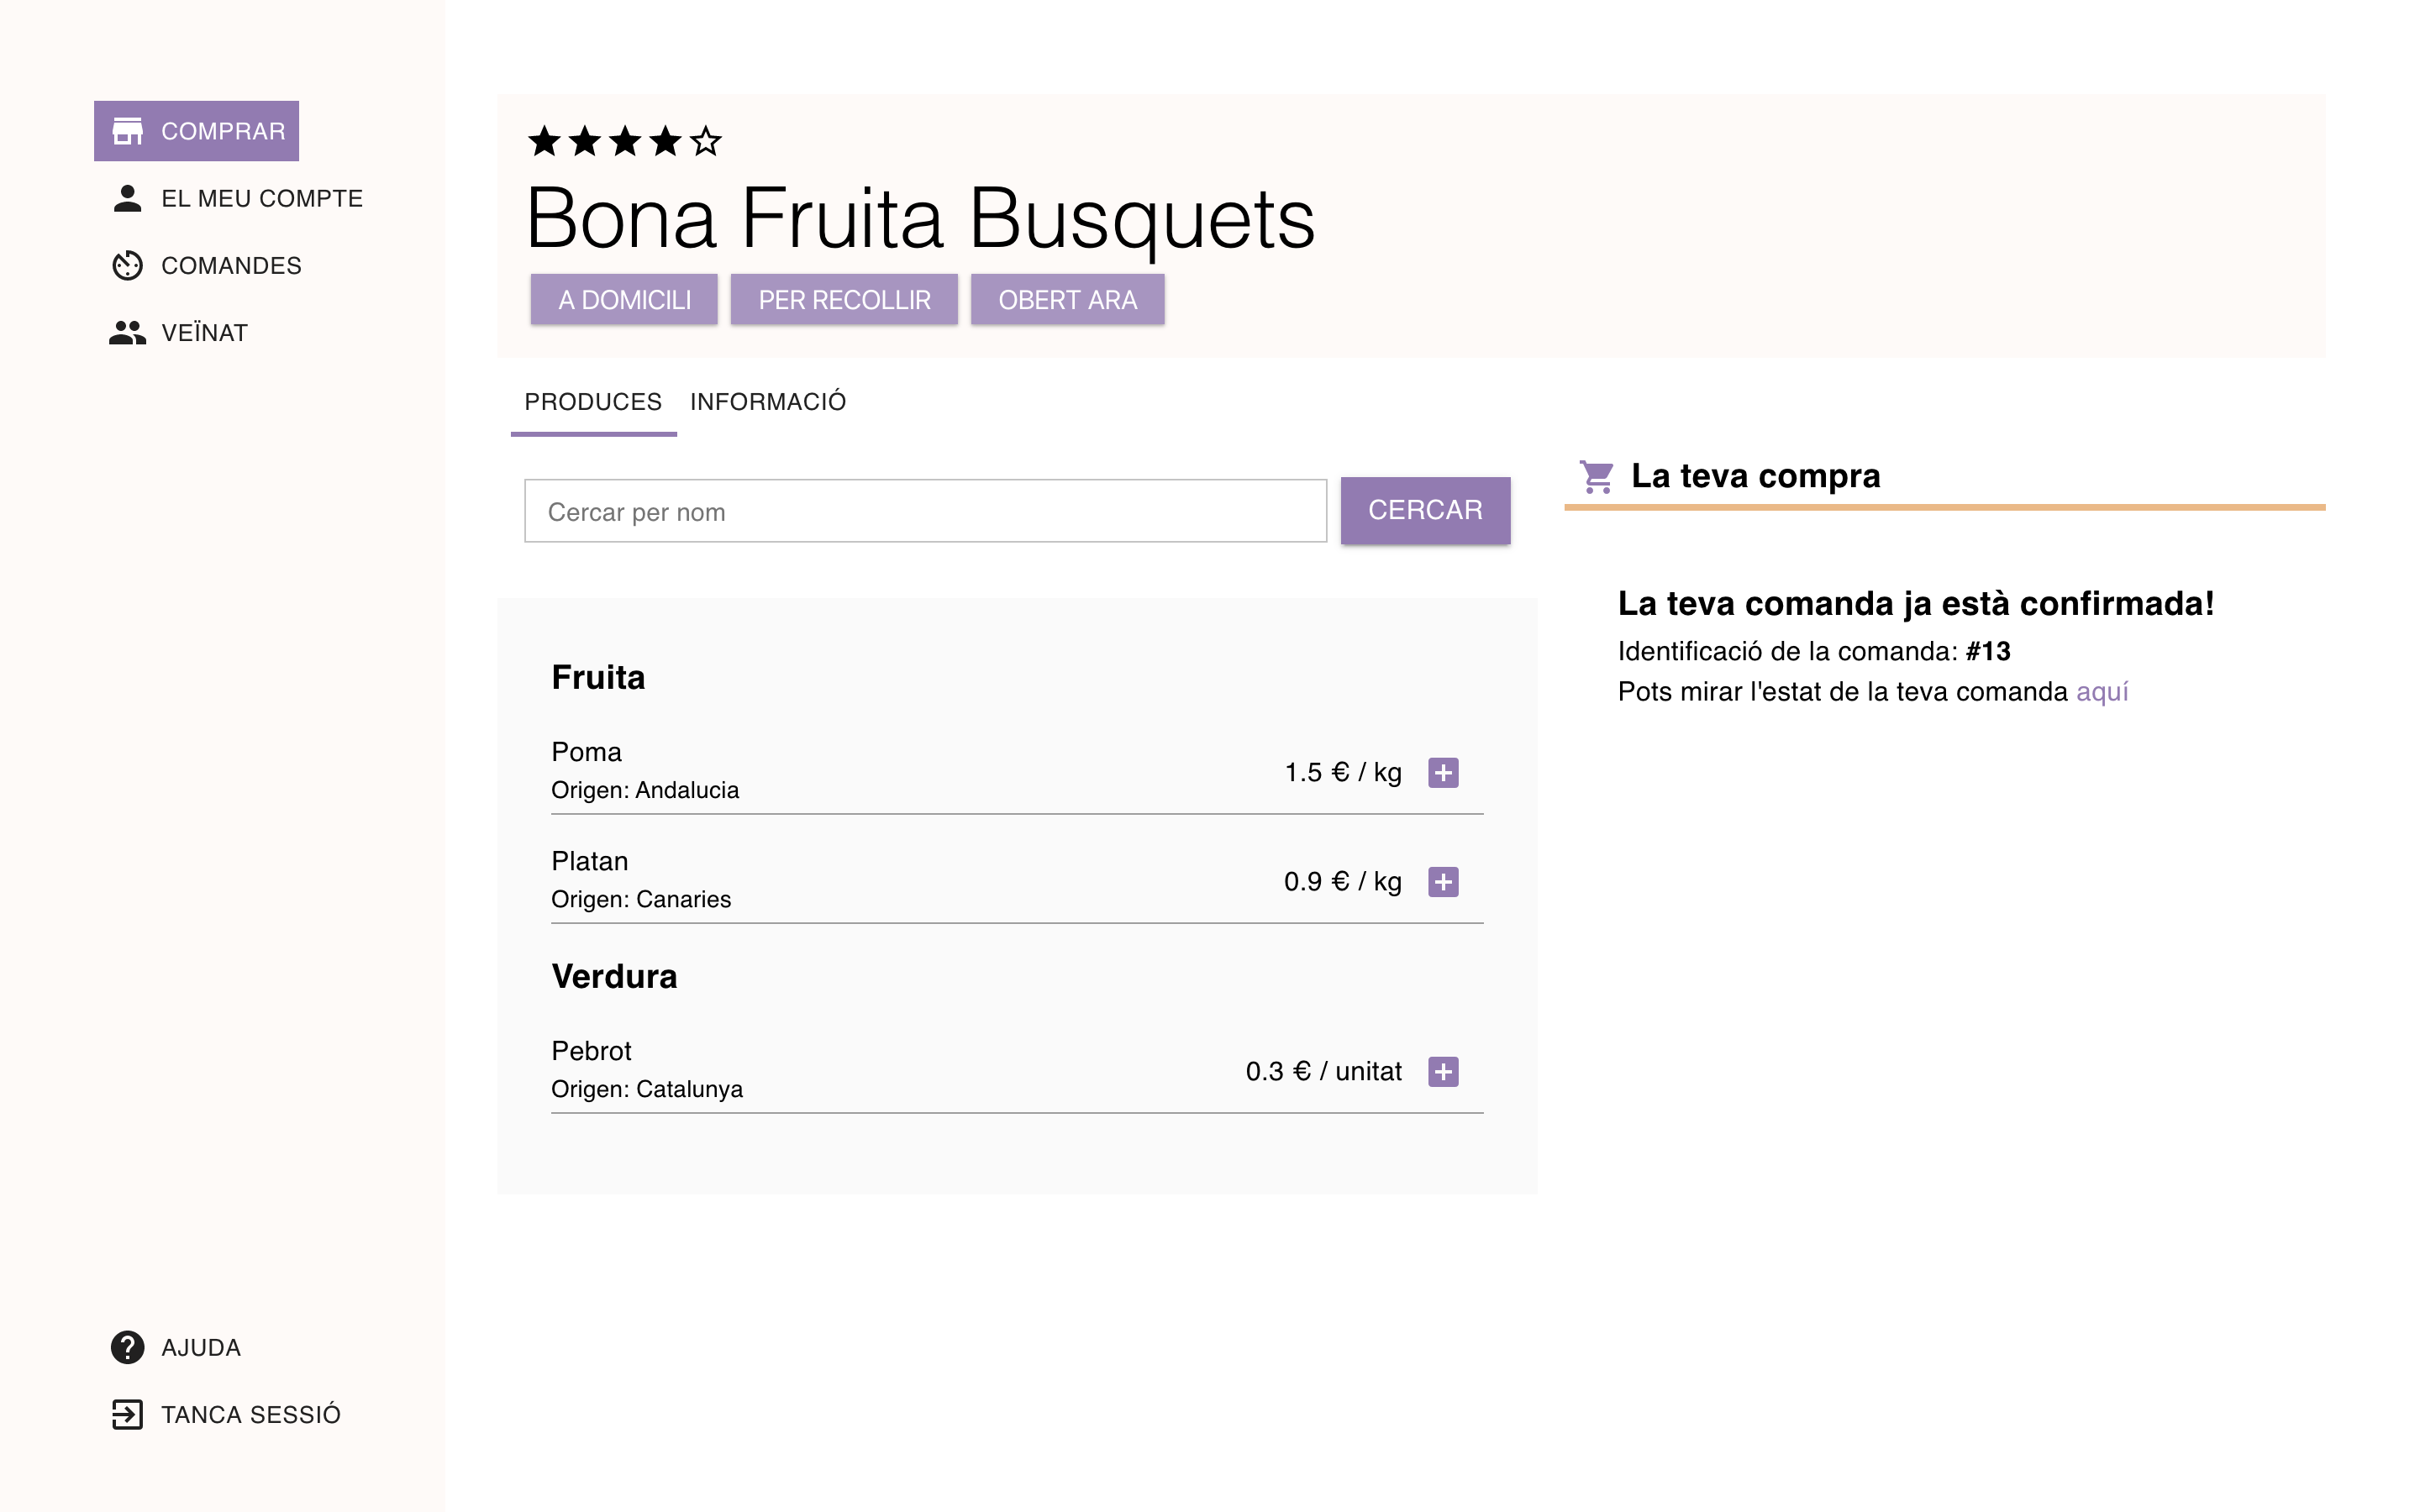 COMPRAR
EL MEU COMPTE
COMANDES
VEÏNAT
AJUDA
TANCA SESSIÓ
Bona Fruita Busquets
A DOMICILI
PER RECOLLIR
OBERT ARA
PRODUCES
INFORMACIÓ
Cercar per nom
CERCAR
Fruita
Poma
Origen: Andalucia
1.5 € / kg
Platan
Origen: Canaries
0.9 € / kg
Verdura
Pebrot
Origen: Catalunya
0.3 € / unitat
La teva compra
La teva comanda ja està confirmada!
Identificació de la comanda: #13
Pots mirar l'estat de la teva comanda aquí